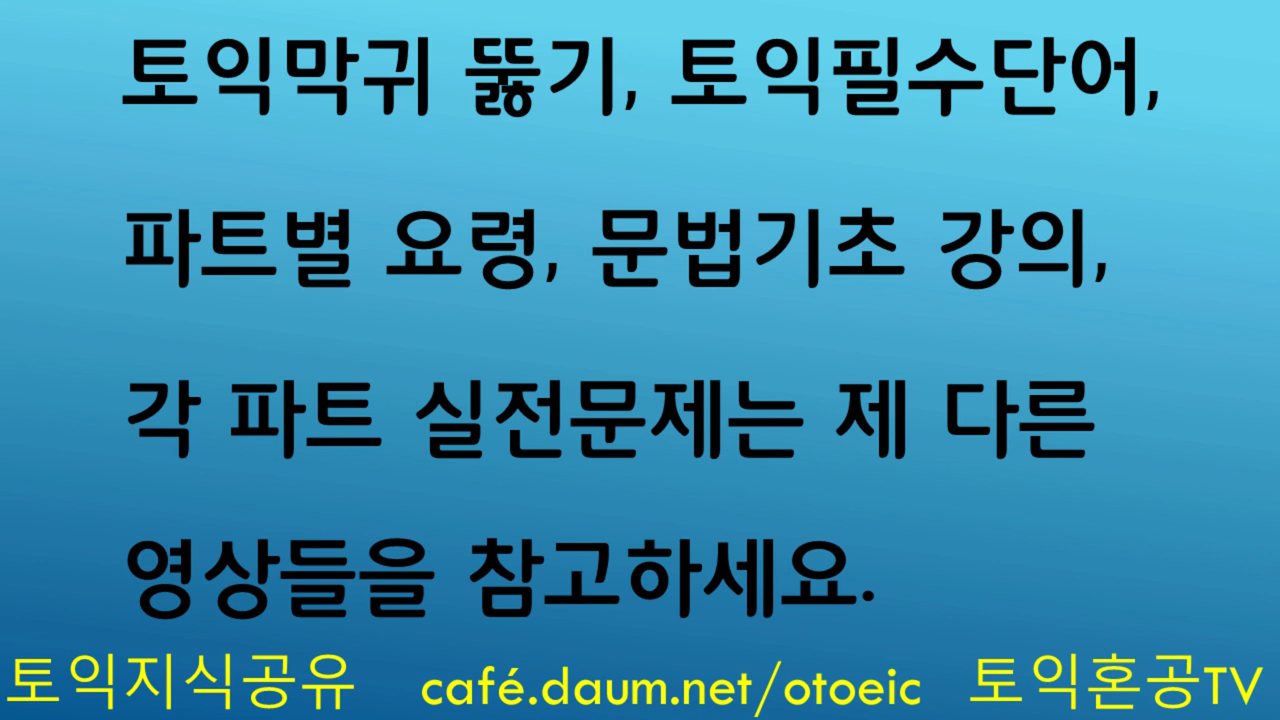 토익막귀 뚫기, 토익필수단어,
파트별 요령, 문법기초 강의,
각 파트 실전문제는 제 다른
영상들을 참고하세요.
토익지식공유 café.daum.net/otoeic 토익혼공TV